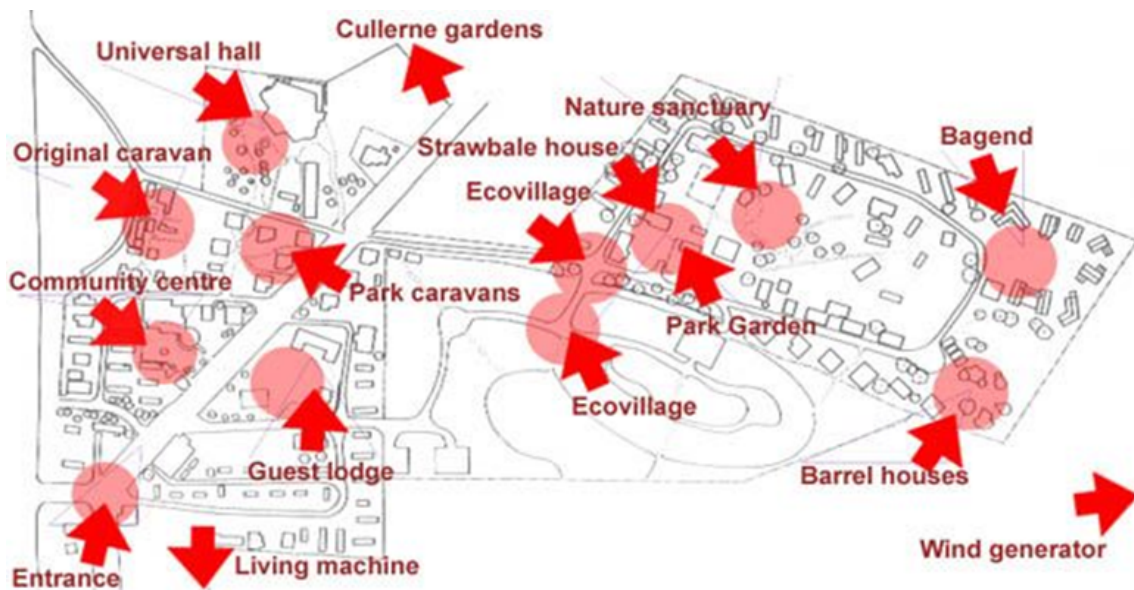 Cullerne gardens
Universal hall
Nature sanctuary
Strawbale house
Bagend
Original caravan
Ecovillage
Community centre
Park caravans
Park Garden
Ecovillage
Guest lodge
Barrel houses
Wind generator
Living machine
Entrance